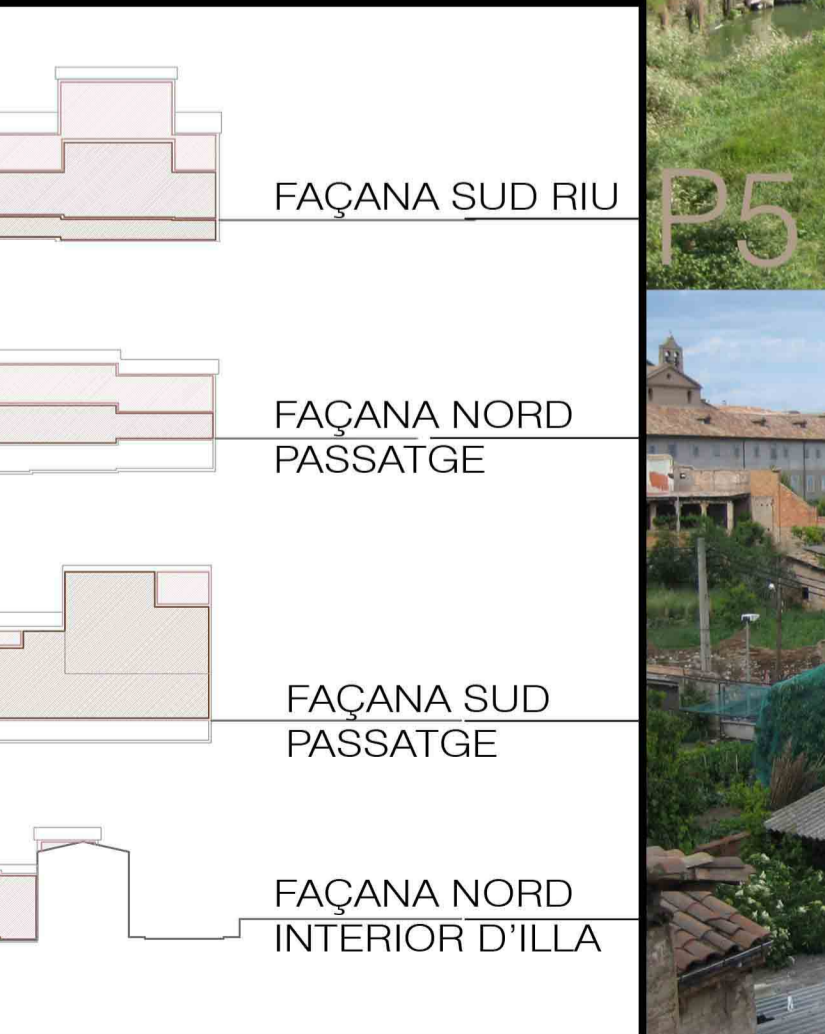 FAÇANA SUD RIU
P5
FAÇANA NORD
PASSATGE
FAÇANA SUD
PASSATGE
FAÇANA NORD
INTERIOR D'ILLA